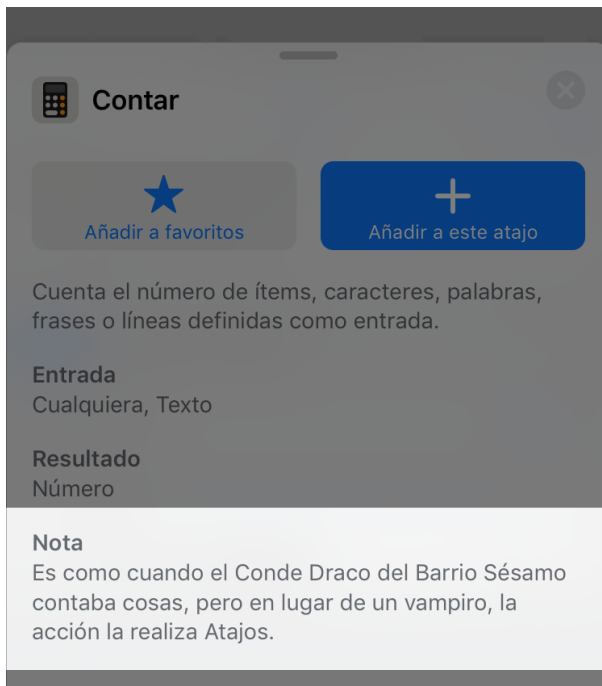 Contar
Añadir a favoritos
Añadir a este atajo
Cuenta el número de ítems, caracteres, palabras,
frases o líneas definidas como entrada.
Entrada
Cualquiera, Texto
Resultado
Número
Nota
Es como cuando el Conde Draco del Barrio Sésamo
contaba cosas, pero en lugar de un vampiro, la
acción la realiza Atajos.